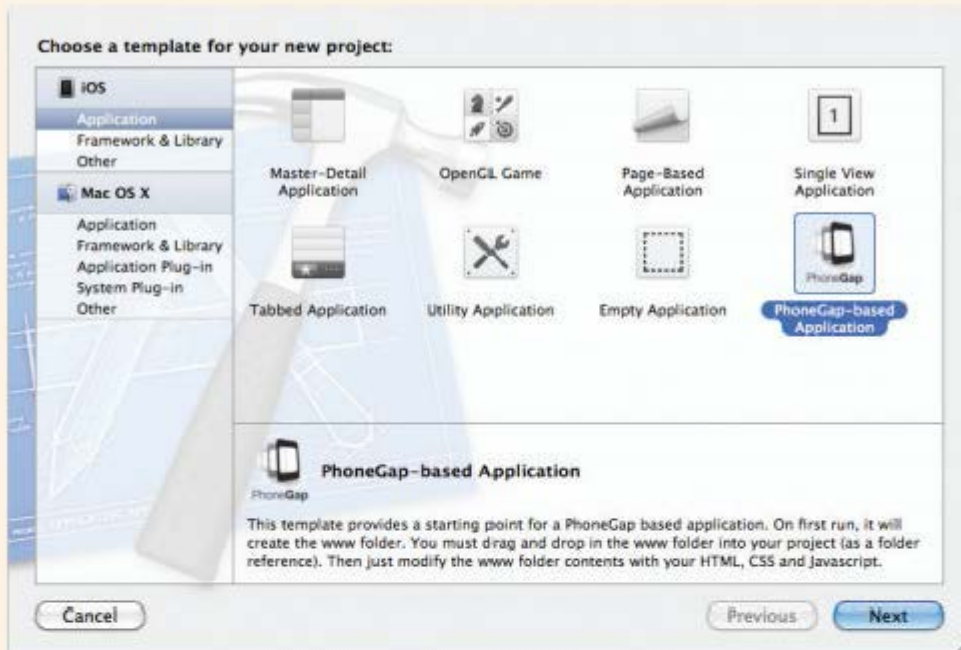 Choose a template for your new project:
iOS
Application
Framework & Library
Other
Mac OS X
Application
Framework & Library
Application Plug-in
System Plug-in
Other
Master-Detail
Application
OpenGL Game
Page-Based
Application
1
Single View
Application
Tabbed Application
Utility Application
Empty Application
PhoneGap
PhoneGap-based
Application
PhoneGap
PhoneGap-based Application
This template provides a starting point for a PhoneGap based application. On first run, it will
create the www folder. You must drag and drop in the www folder into your project (as a folder
reference). Then just modify the www folder contents with your HTML, CSS and Javascript.
Cancel
Previous
Next